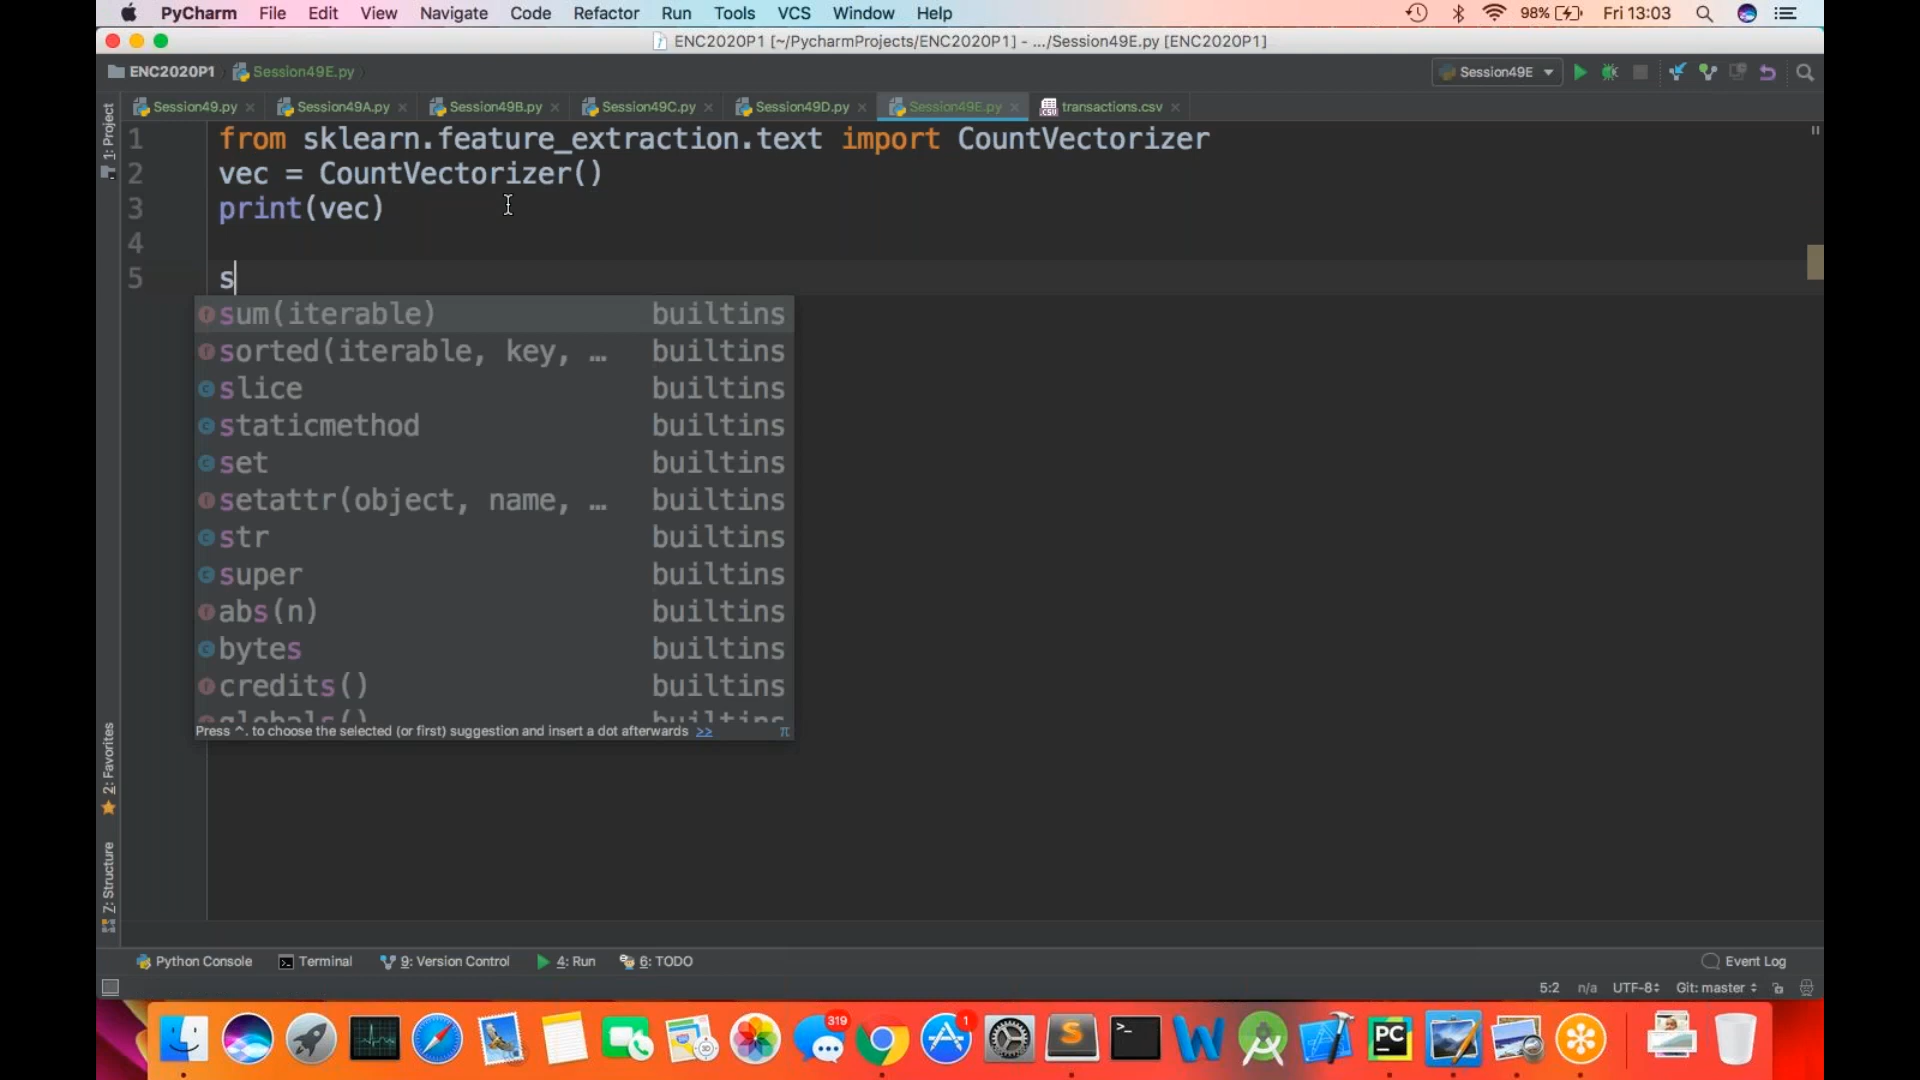 PyCharm File Edit View Navigate Code Refactor Run Tools VCS Window Help 98% Fri 13:03
ENC2020P1 [~/PycharmProjects/ENC2020P1] - .../Session49E.py [ENC2020P1]
ENC2020P1 Session49E.py Session49E
Session49.py Session49A.py Session49B.py Session49C.py Session49D.py Session49E.py transactions.csv
1: Project
1 from sklearn.feature_extraction.text import CountVectorizer
2 vec = CountVectorizer()
3 print(vec)
4
5 s
sum(iterable) builtins
sorted(iterable, key, … builtins
slice builtins
staticmethod builtins
set builtins
setattr(object, name, … builtins
str builtins
super builtins
abs(n) builtins
bytes builtins
credits() builtins
globals() builtins
Press ^. to choose the selected (or first) suggestion and insert a dot afterwards >> π
2: Favorites
Z: Structure
Python Console Terminal 9: Version Control 4: Run 6: TODO Event Log
5:2 n/a UTF-8 Git: master
319 1
S PC